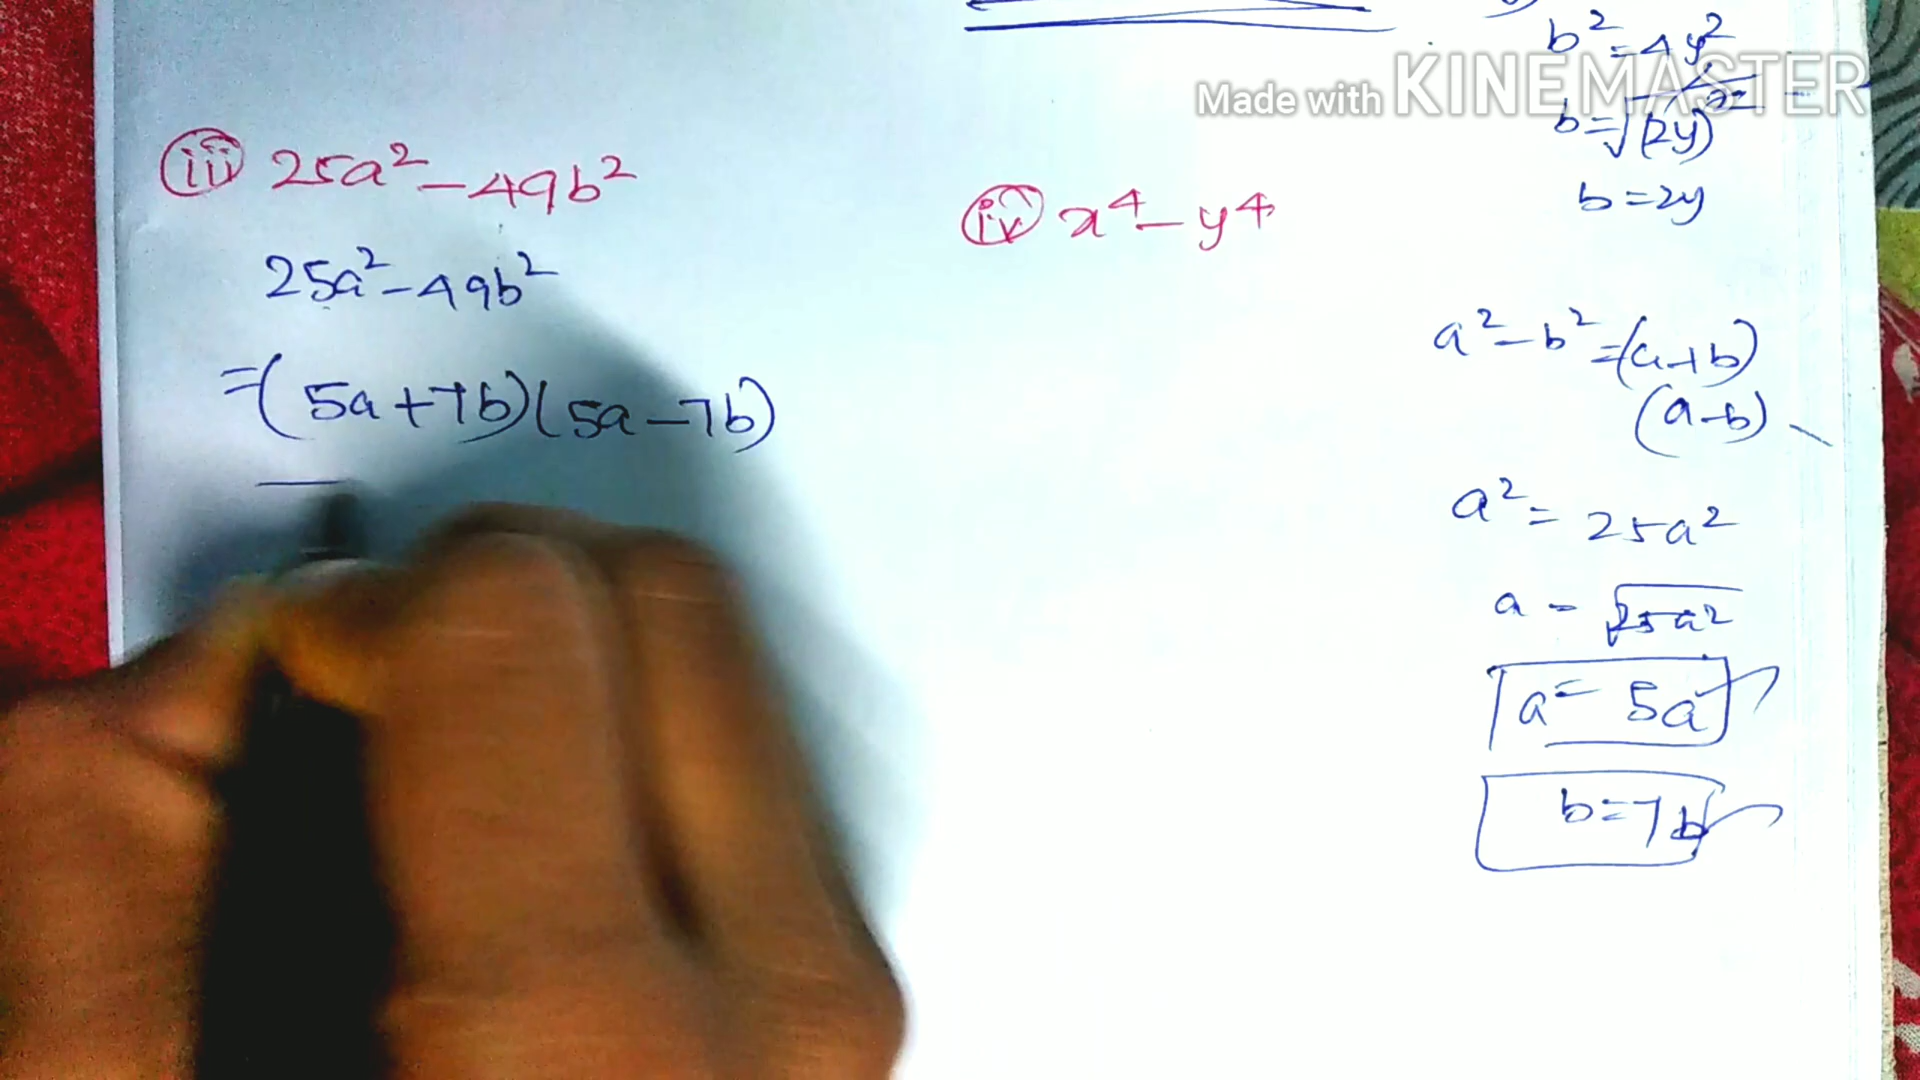 b² = 4y²
Made with KINEMASTER
b = √(2y)²
b = 2y
(iii) 25a² - 49b²
25a² - 49b²
= (5a + 7b)(5a - 7b)
(iv) x⁴ - y⁴
a² - b² = (a + b)
(a - b)
a² = 25a²
a = √25a²
a = 5a
b = 7b